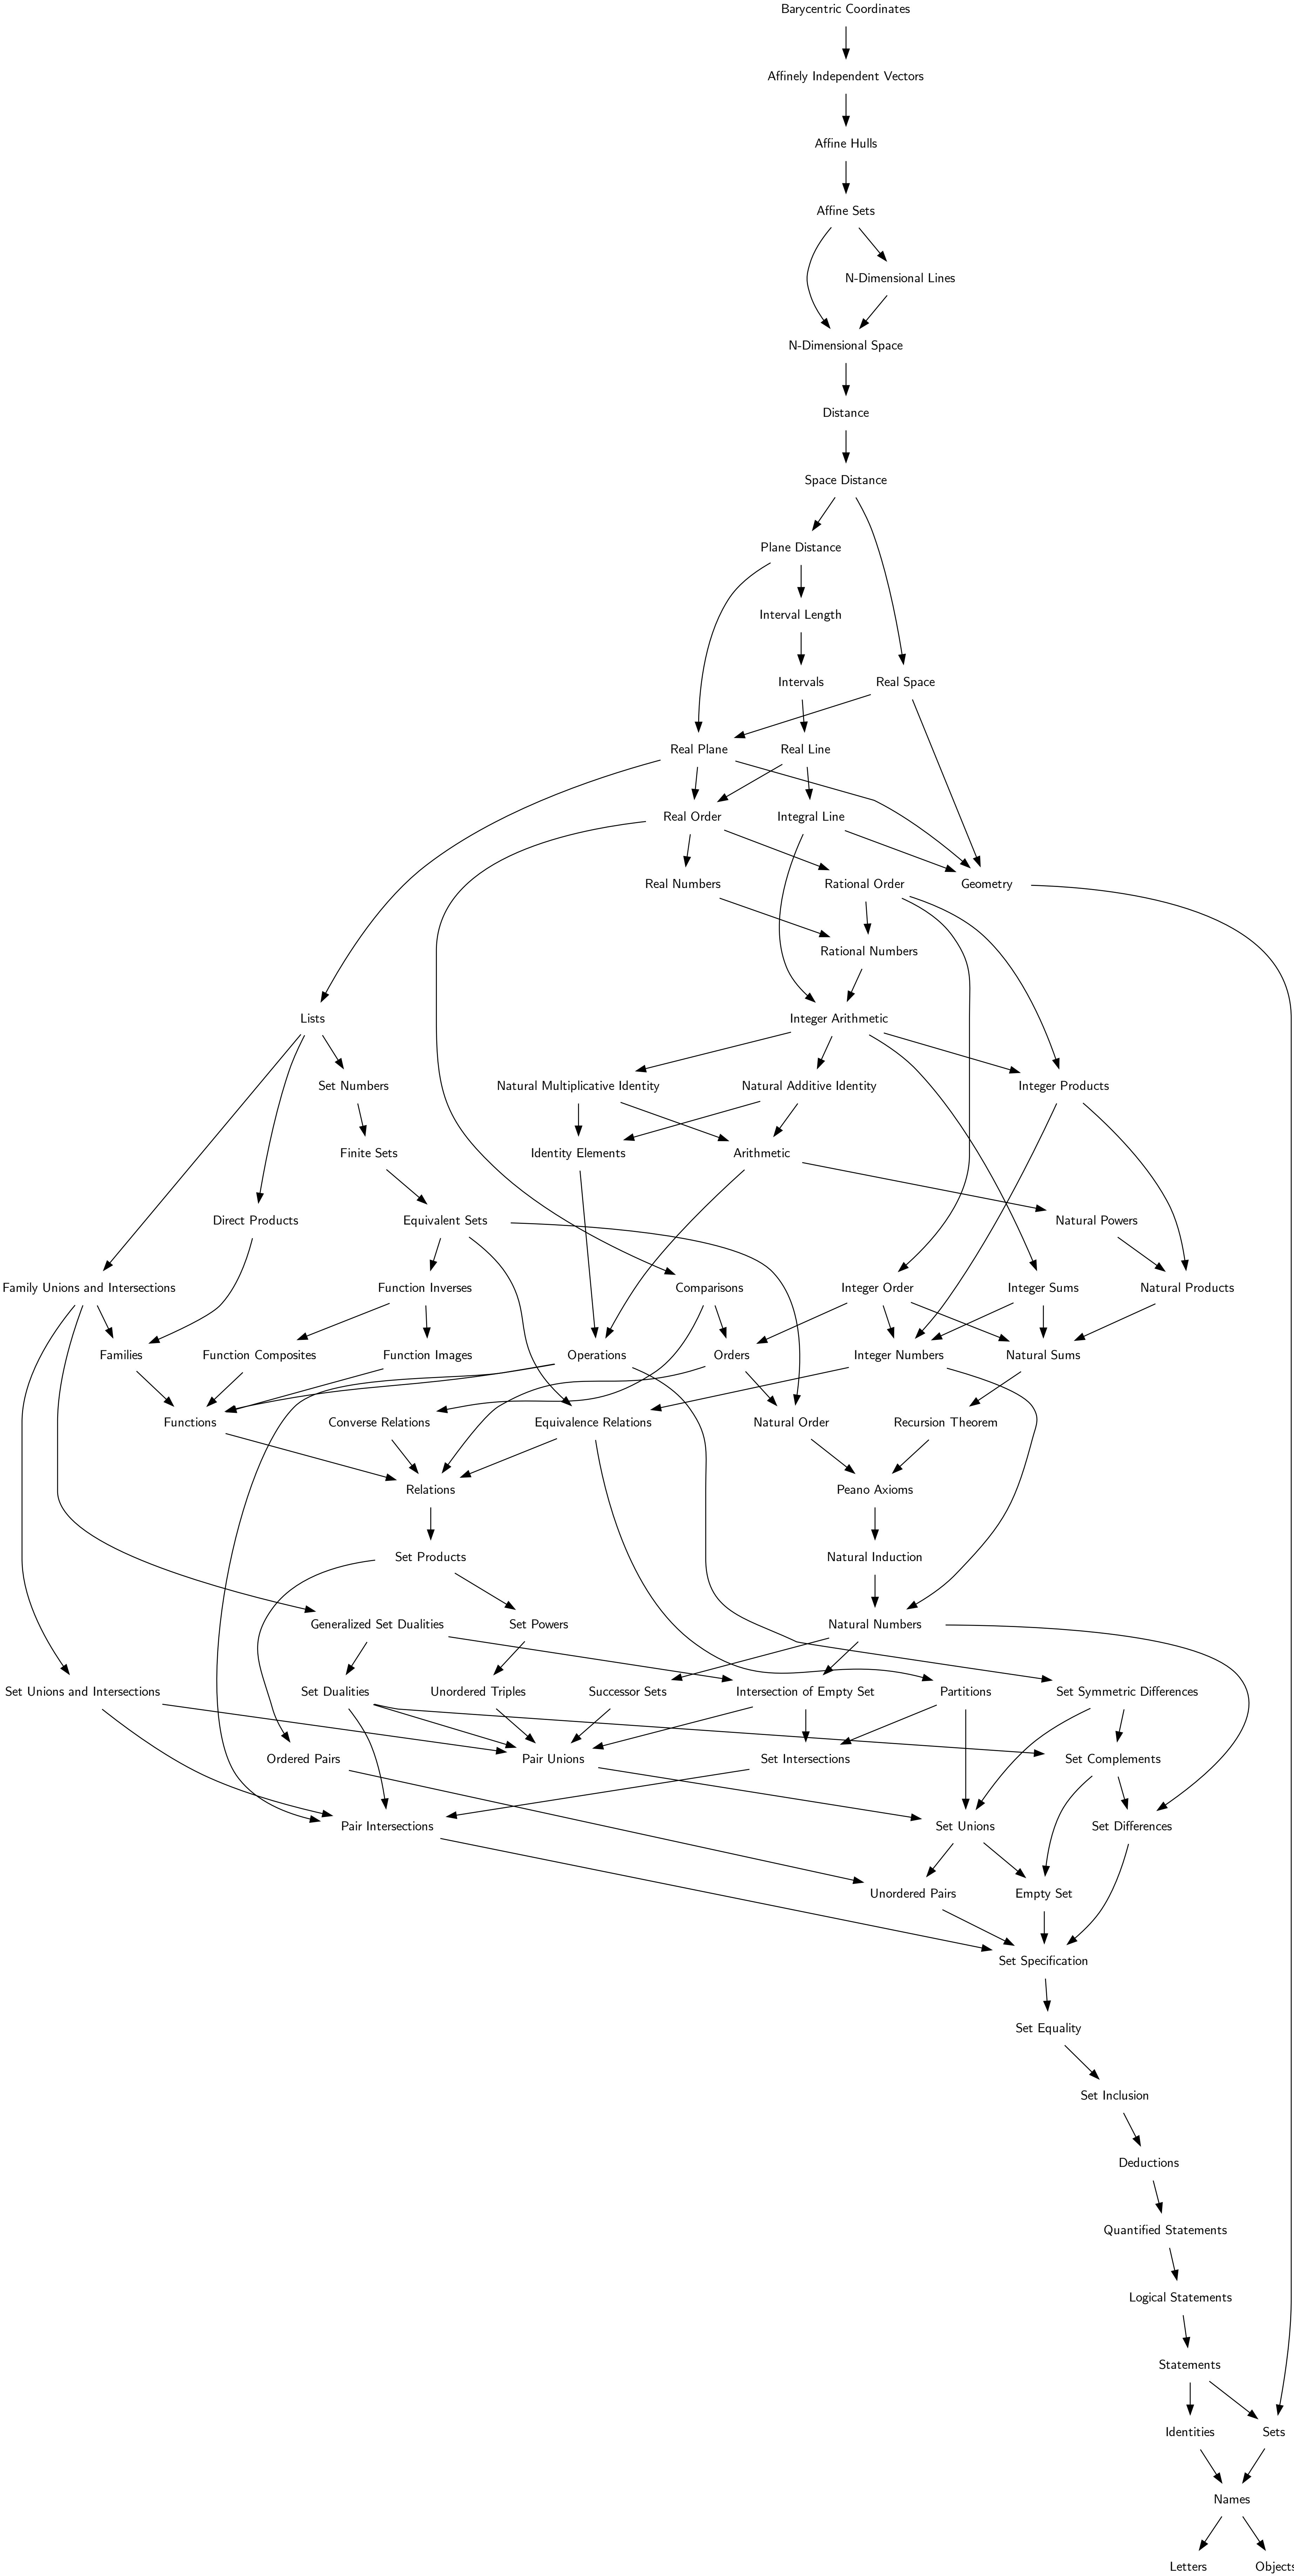 Barycentric Coordinates
Affinely Independent Vectors
Affine Hulls
Affine Sets
N-Dimensional Lines
N-Dimensional Space
Distance
Space Distance
Plane Distance
Interval Length
Intervals
Real Space
Real Plane
Real Line
Real Order
Integral Line
Real Numbers
Rational Order
Geometry
Rational Numbers
Lists
Integer Arithmetic
Set Numbers
Natural Multiplicative Identity
Natural Additive Identity
Integer Products
Finite Sets
Identity Elements
Arithmetic
Direct Products
Equivalent Sets
Natural Powers
Family Unions and Intersections
Function Inverses
Comparisons
Integer Order
Integer Sums
Natural Products
Families
Function Composites
Function Images
Operations
Orders
Integer Numbers
Natural Sums
Functions
Converse Relations
Equivalence Relations
Natural Order
Recursion Theorem
Relations
Peano Axioms
Set Products
Natural Induction
Generalized Set Dualities
Set Powers
Natural Numbers
Set Unions and Intersections
Set Dualities
Unordered Triples
Successor Sets
Intersection of Empty Set
Partitions
Set Symmetric Differences
Ordered Pairs
Pair Unions
Set Intersections
Set Complements
Pair Intersections
Set Unions
Set Differences
Unordered Pairs
Empty Set
Set Specification
Set Equality
Set Inclusion
Deductions
Quantified Statements
Logical Statements
Statements
Identities
Sets
Names
Letters
Objects